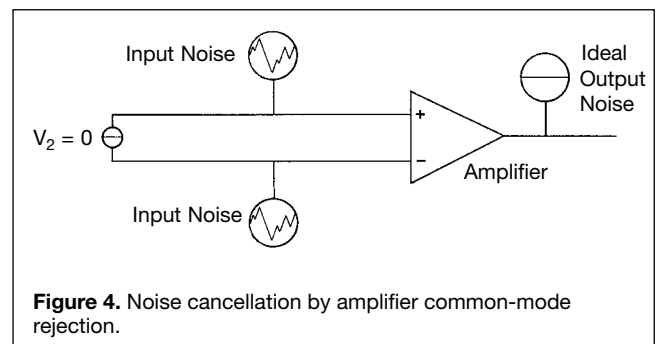 Input Noise
Ideal
Output
Noise
V₂ = 0
+
−
Amplifier
Input Noise
Figure 4. Noise cancellation by amplifier common-mode
rejection.